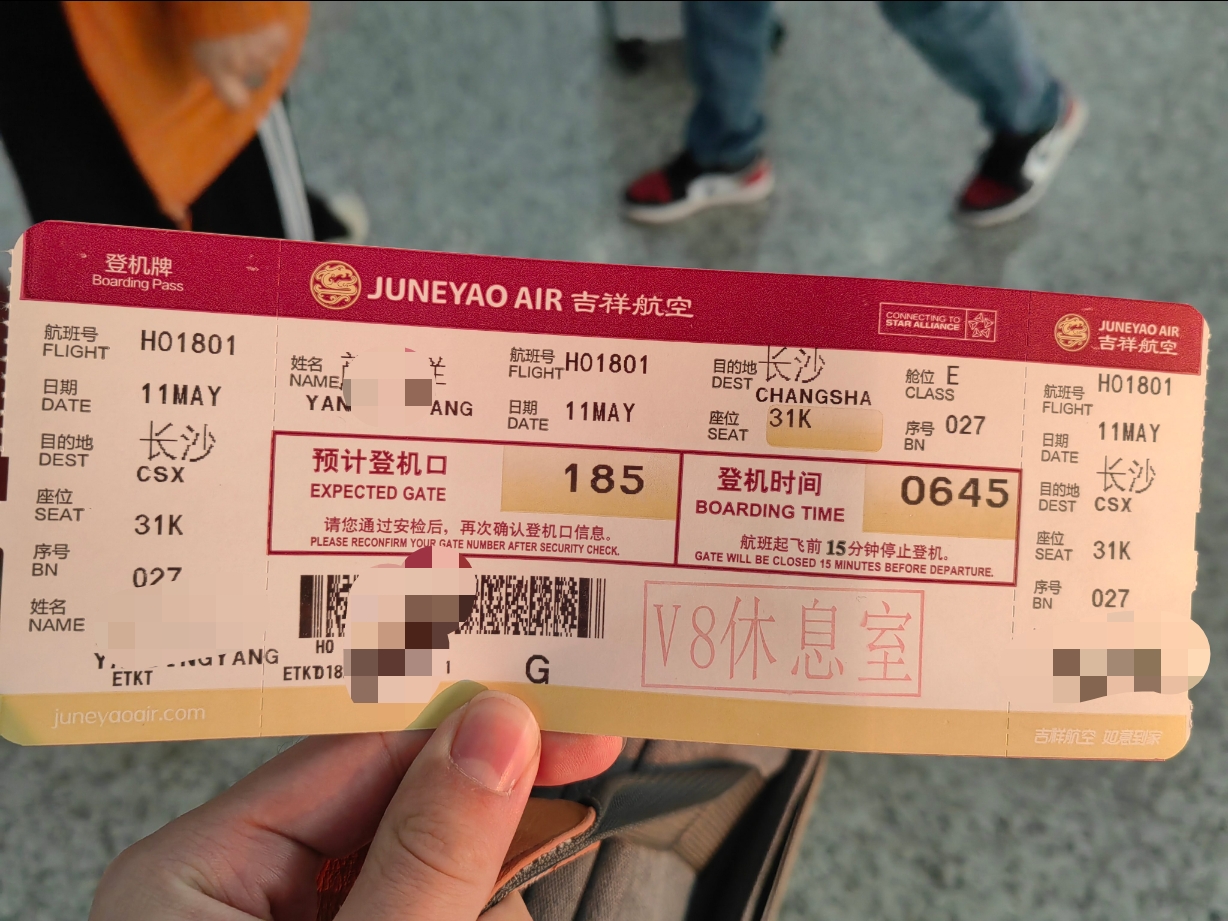 登机牌
Boarding Pass
JUNEYAO AIR 吉祥航空
CONNECTING TO
STAR ALLIANCE
JUNEYAO AIR
吉祥航空
航班号
FLIGHT HO1801
日期
DATE 11MAY
目的地
DEST 长沙
CSX
座位
SEAT 31K
序号
BN 027
姓名
NAME
ETKT
juneyaoair.com
姓名
NAME
航班号
FLIGHT HO1801
日期
DATE 11MAY
目的地
DEST 长沙
CHANGSHA
座位
SEAT 31K
舱位
CLASS E
序号
BN 027
预计登机口
EXPECTED GATE 185
请您通过安检后，再次确认登机口信息。
PLEASE RECONFIRM YOUR GATE NUMBER AFTER SECURITY CHECK.
登机时间
BOARDING TIME 0645
航班起飞前15分钟停止登机。
GATE WILL BE CLOSED 15 MINUTES BEFORE DEPARTURE.
HO
G
V8休息室
航班号
FLIGHT HO1801
日期
DATE 11MAY
目的地
DEST 长沙
CSX
座位
SEAT 31K
序号
BN 027
吉祥航空 如意到家